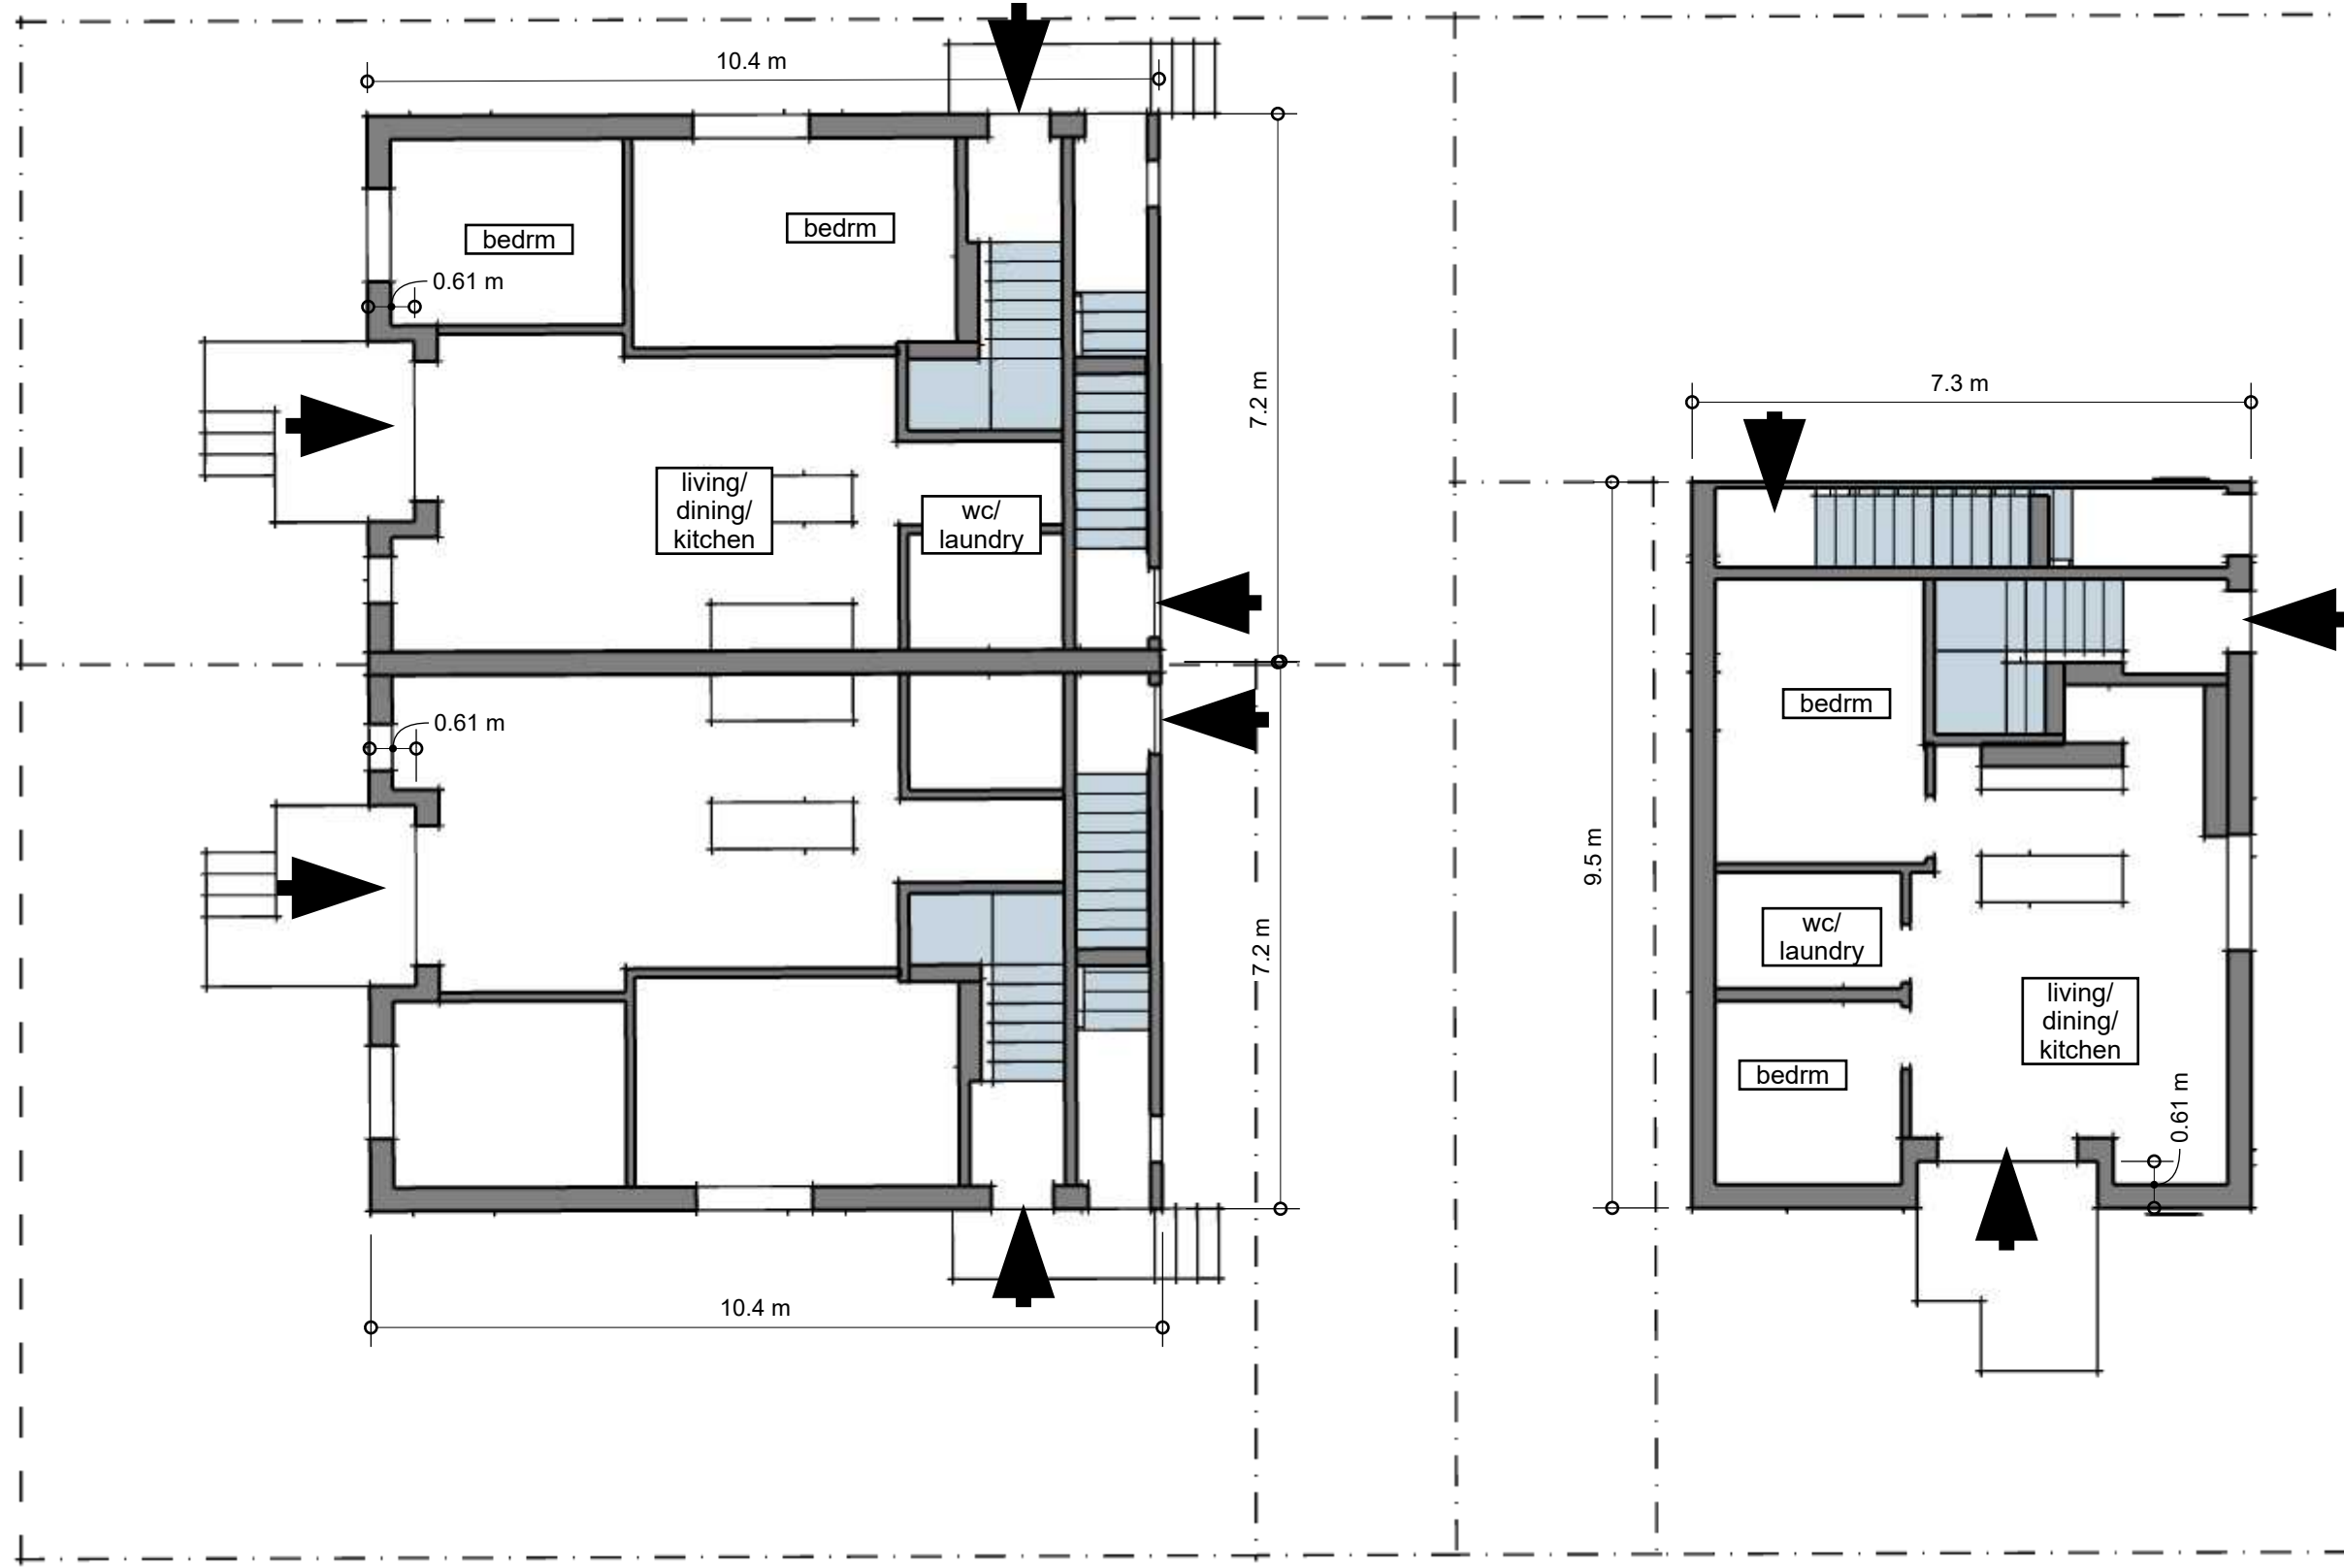 10.4 m
bedrm
bedrm
0.61 m
7.2 m
living/
dining/
kitchen
wc/
laundry
0.61 m
7.2 m
10.4 m
7.3 m
bedrm
9.5 m
wc/
laundry
living/
dining/
kitchen
bedrm
0.61 m